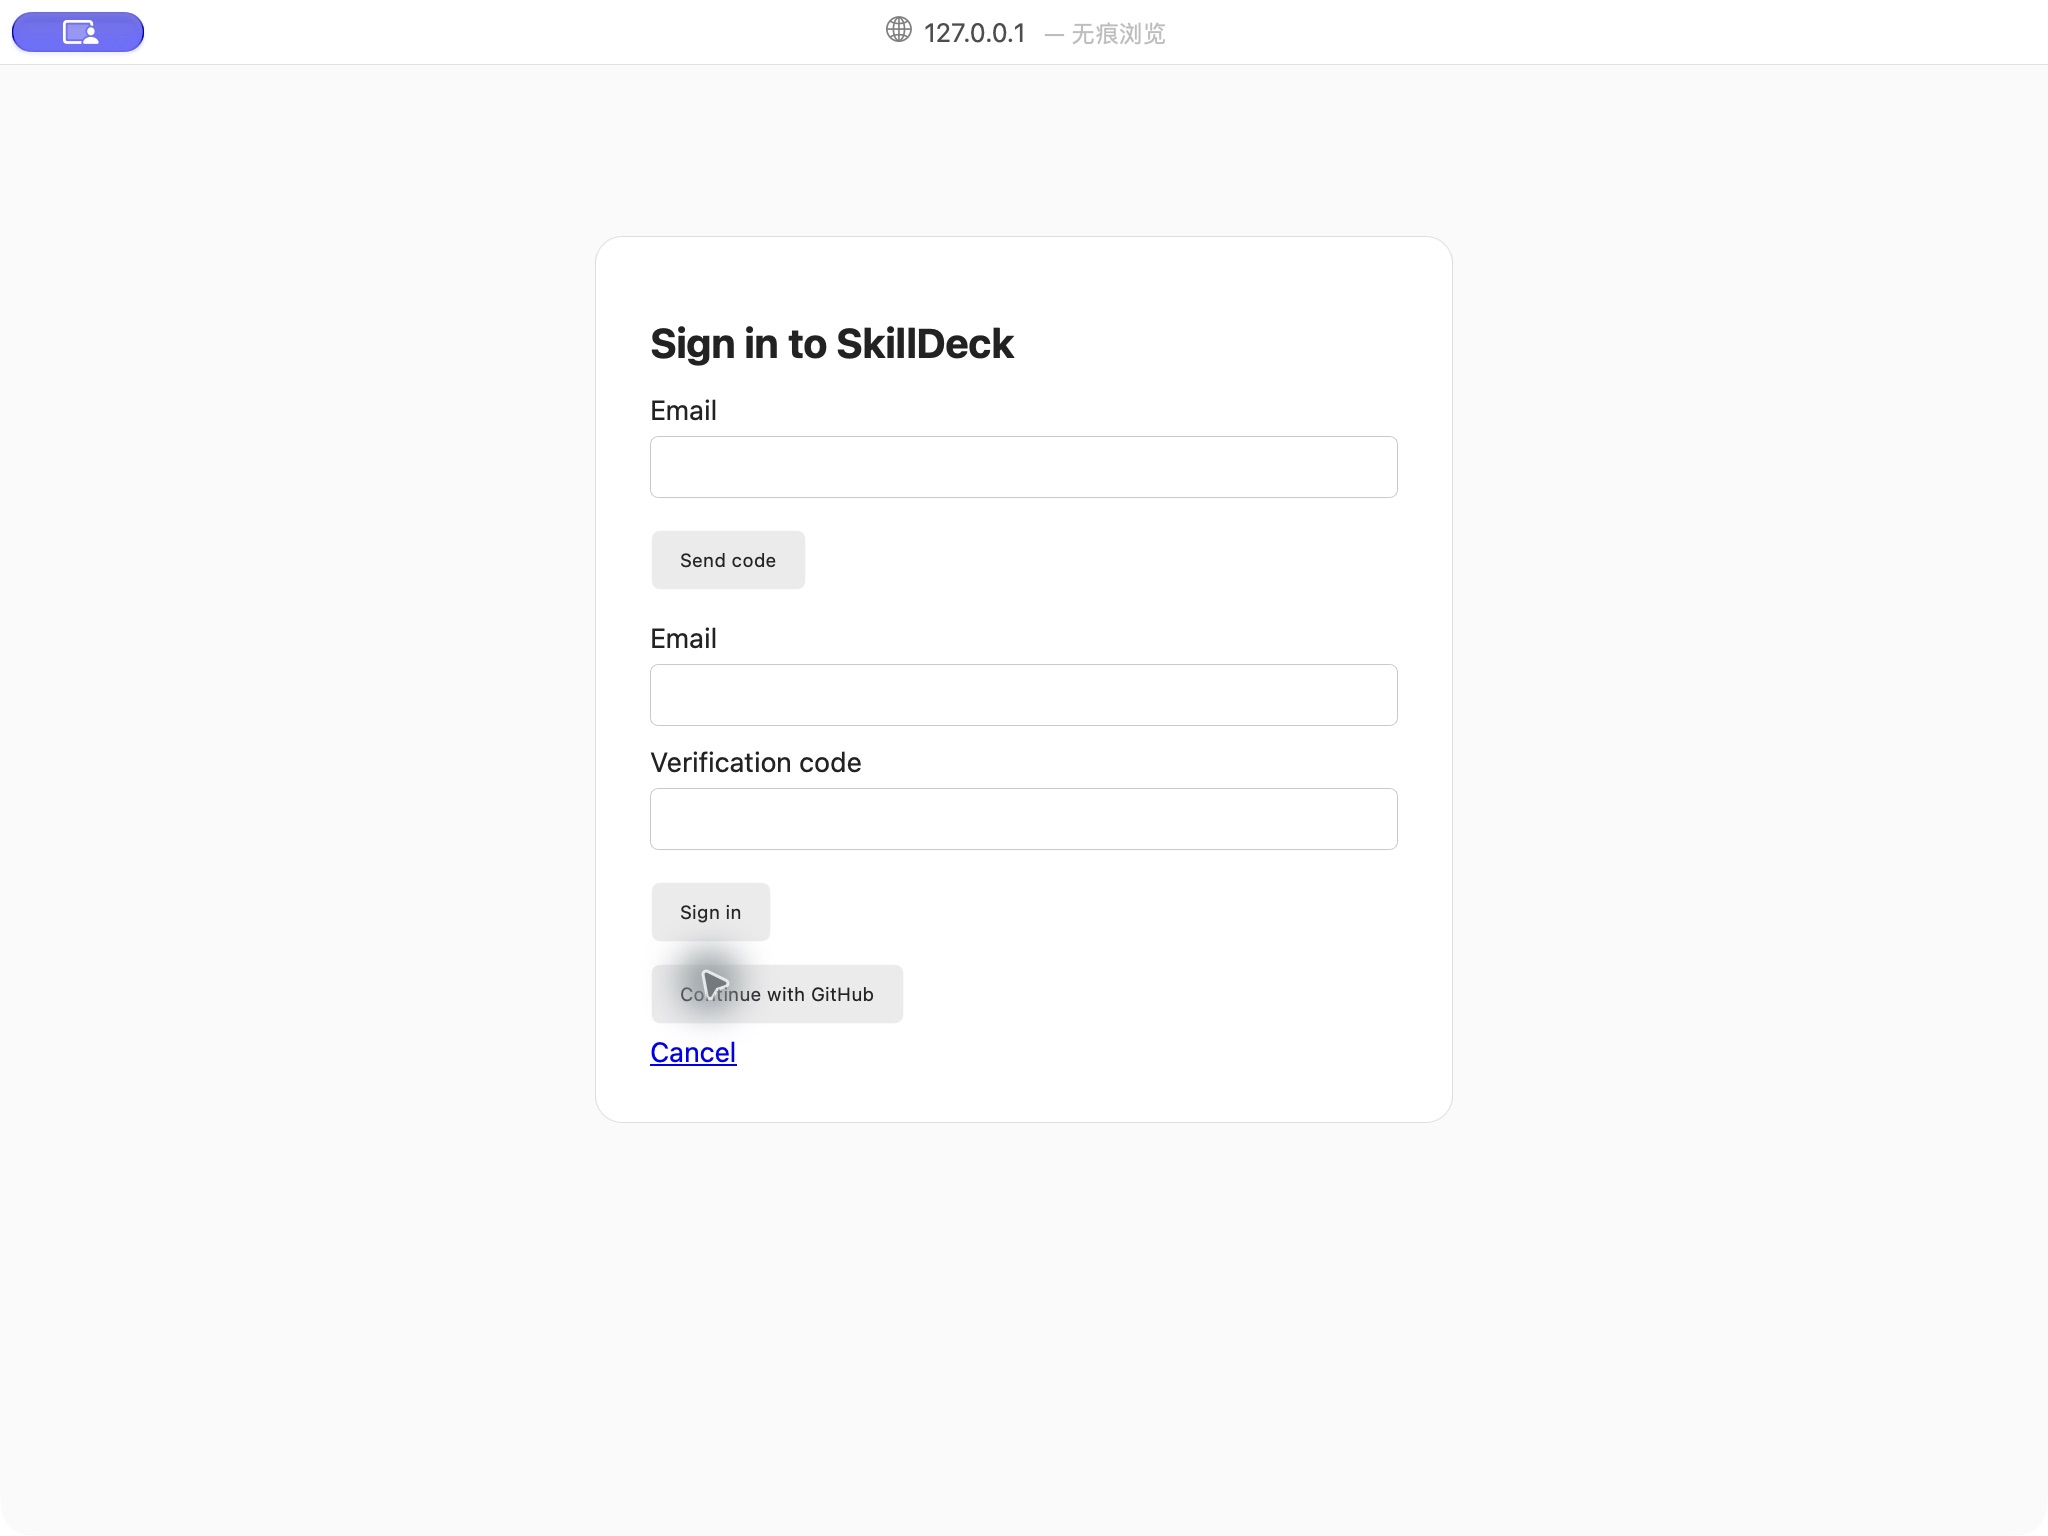 127.0.0.1 — 无痕浏览
Sign in to SkillDeck
Email
Send code
Email
Verification code
Sign in
Continue with GitHub
Cancel